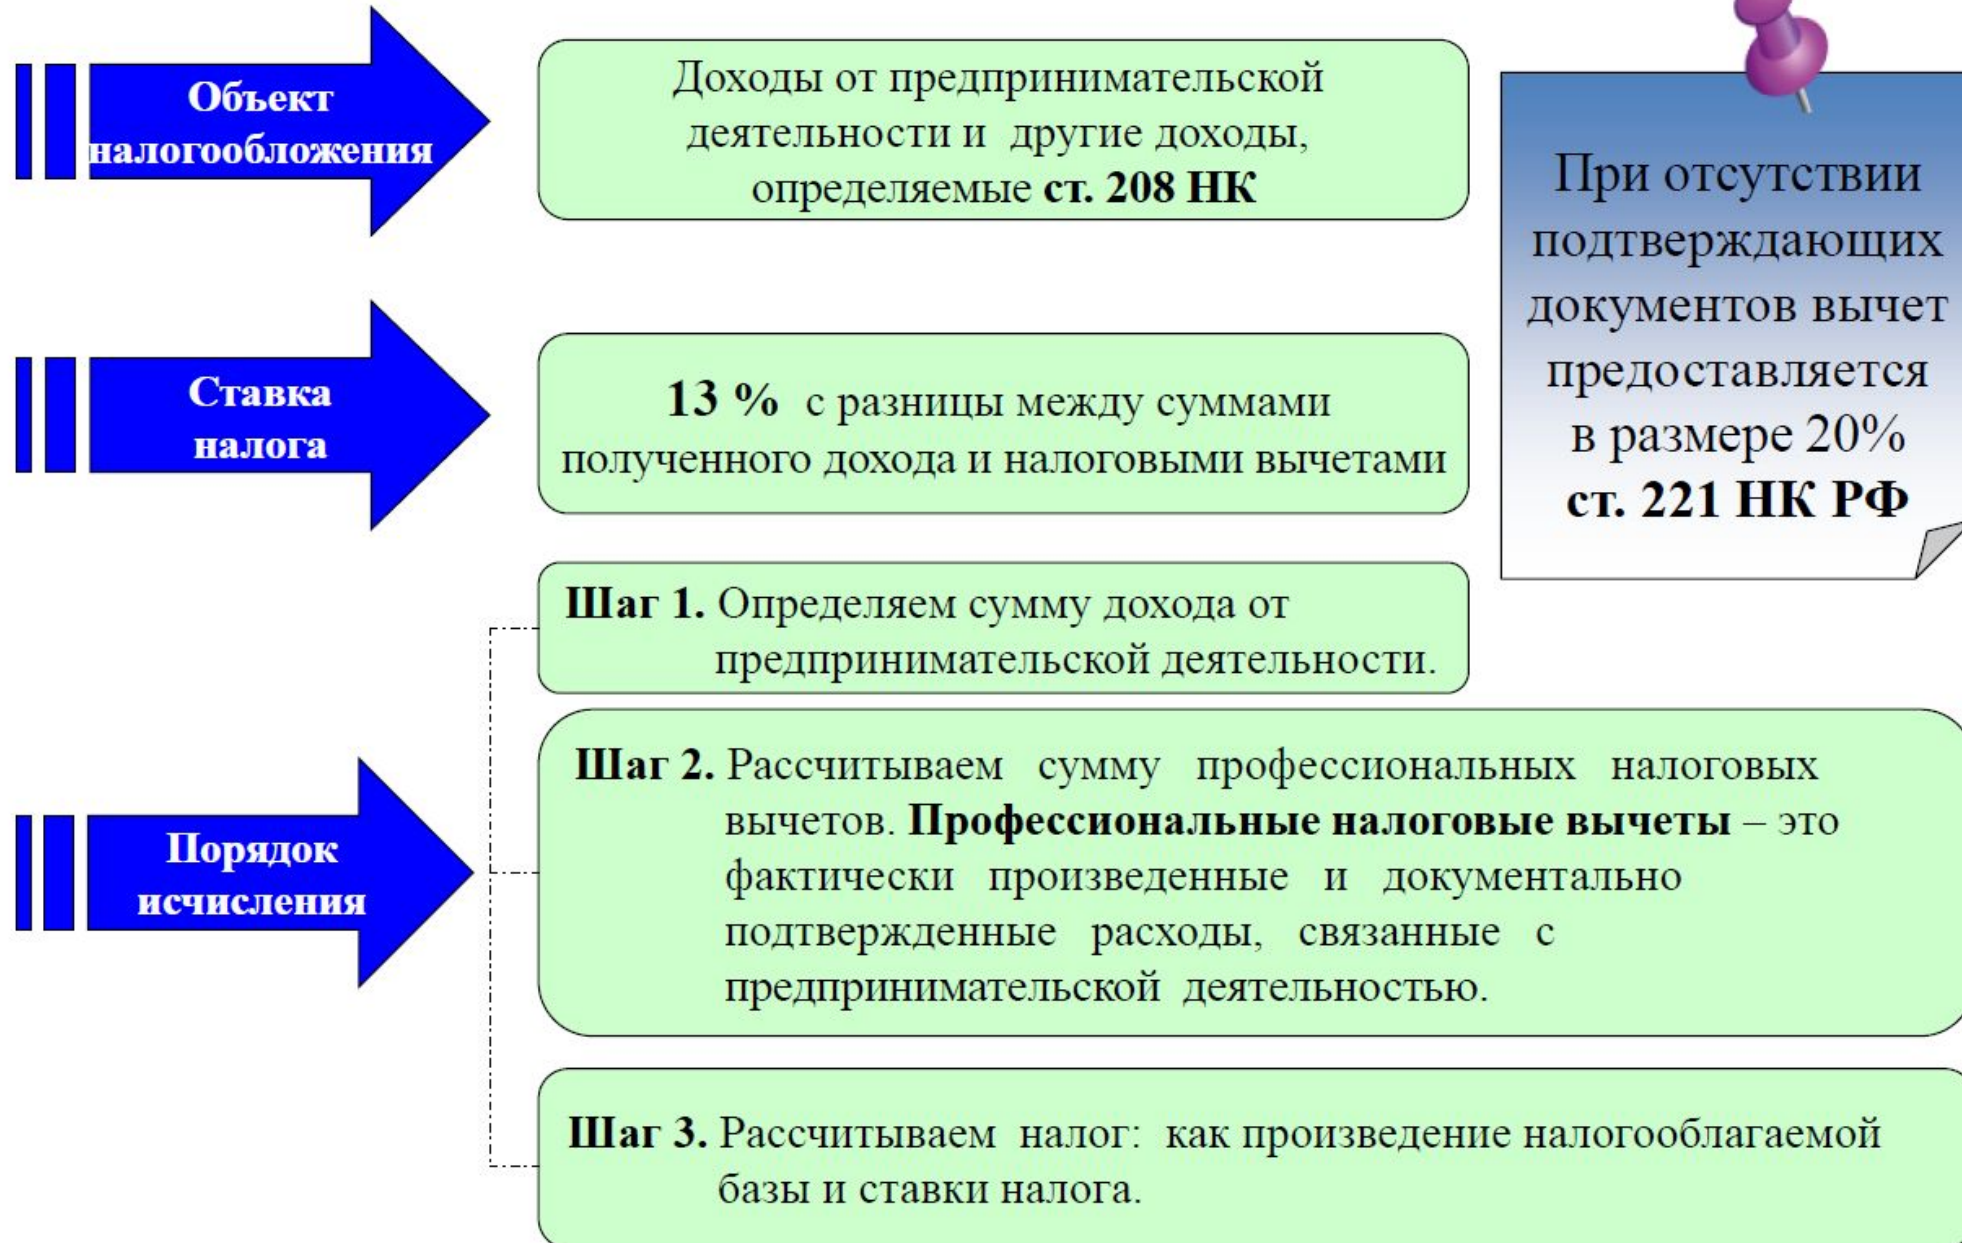 Объект
налогообложения
Доходы от предпринимательской
деятельности и другие доходы,
определяемые ст. 208 НК
При отсутствии
подтверждающих
документов вычет
предоставляется
в размере 20%
ст. 221 НК РФ
Ставка
налога
13 % с разницы между суммами
полученного дохода и налоговыми вычетами
Порядок
исчисления
Шаг 1. Определяем сумму дохода от
предпринимательской деятельности.
Шаг 2. Рассчитываем сумму профессиональных налоговых
вычетов. Профессиональные налоговые вычеты – это
фактически произведенные и документально
подтвержденные расходы, связанные с
предпринимательской деятельностью.
Шаг 3. Рассчитываем налог: как произведение налогооблагаемой
базы и ставки налога.